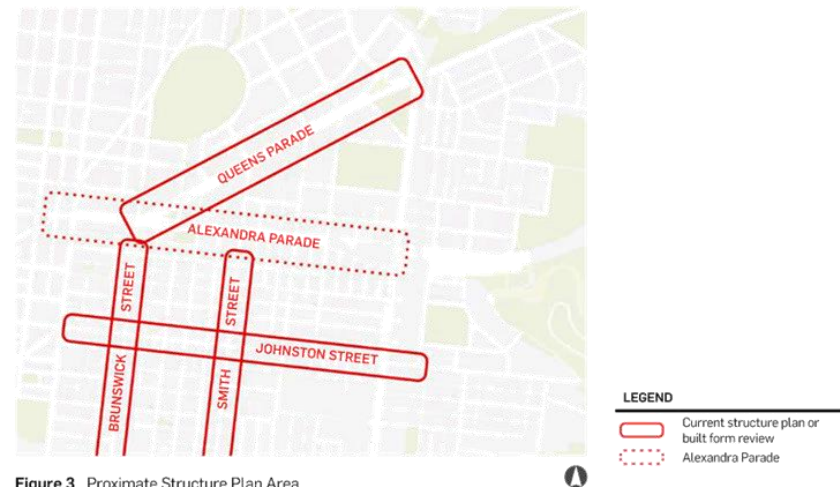 QUEENS PARADE
ALEXANDRA PARADE
BRUNSWICK STREET
SMITH STREET
JOHNSTON STREET
LEGEND
Current structure plan or
built form review
Alexandra Parade
Figure 3 Proximate Structure Plan Area